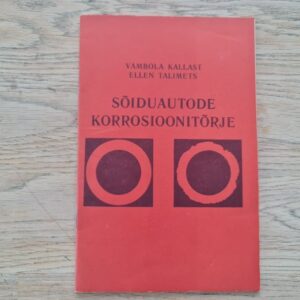 VAMBOLA KALLAST
ELLEN TALIMETS
SÕIDUAUTODE
KORROSIOONITÕRJE